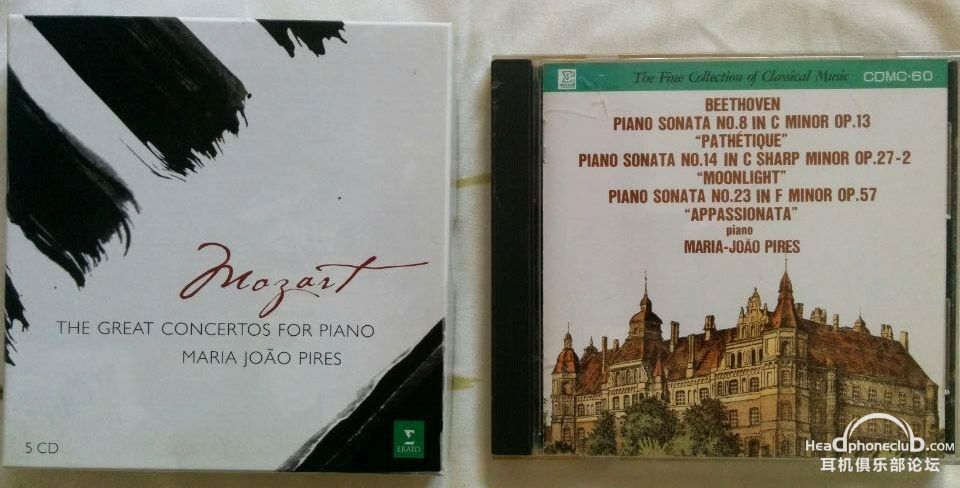 Mozart
THE GREAT CONCERTOS FOR PIANO
MARIA JOÃO PIRES
5 CD
ERATO
The Fine Collection of Classical Music
CDMC-60
BEETHOVEN
PIANO SONATA NO.8 IN C MINOR OP.13
“PATHÉTIQUE”
PIANO SONATA NO.14 IN C SHARP MINOR OP.27-2
“MOONLIGHT”
PIANO SONATA NO.23 IN F MINOR OP.57
“APPASSIONATA”
piano
MARIA-JOÃO PIRES
Headphoneclub.com
耳机俱乐部论坛